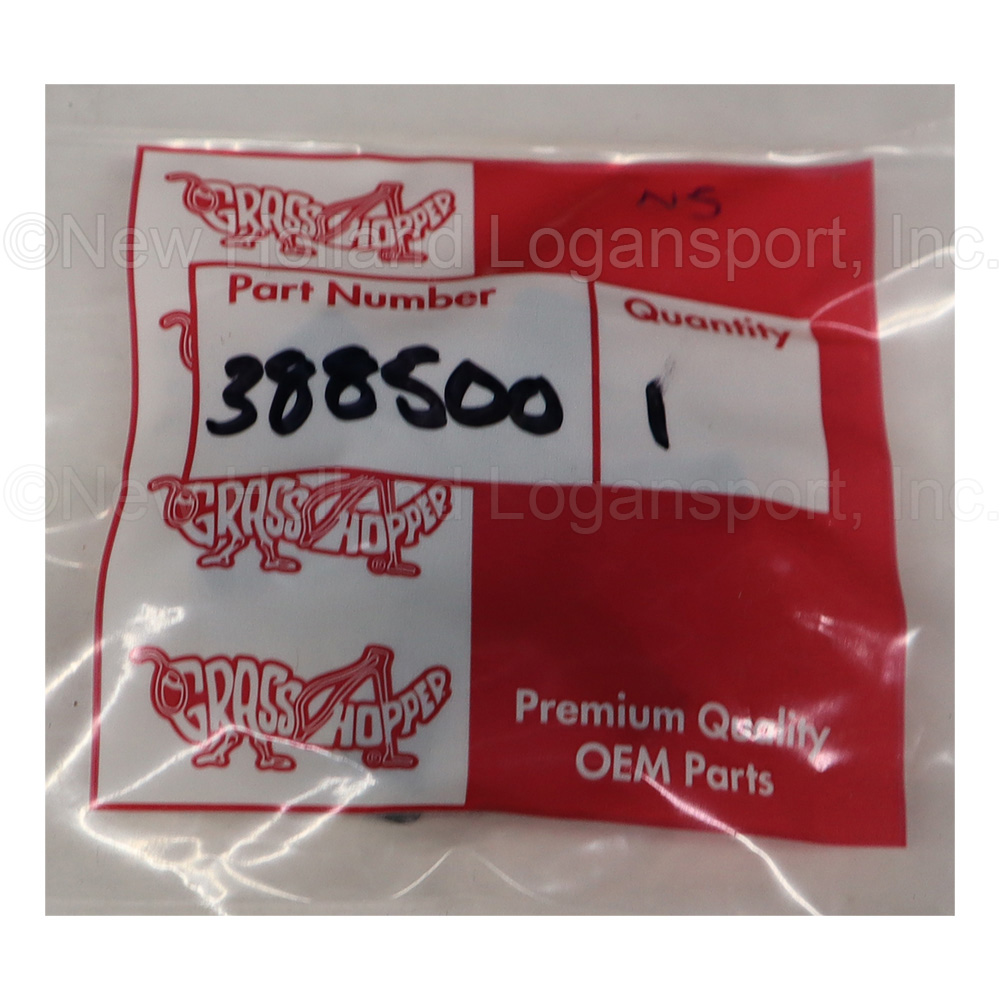 GRASSHOPPER
NS
©New Holland Logansport, Inc.
Part Number
Quantity
388500
1
©New Holland Logansport, Inc.
GRASSHOPPER
GRASSHOPPER
Premium Quality
OEM Parts